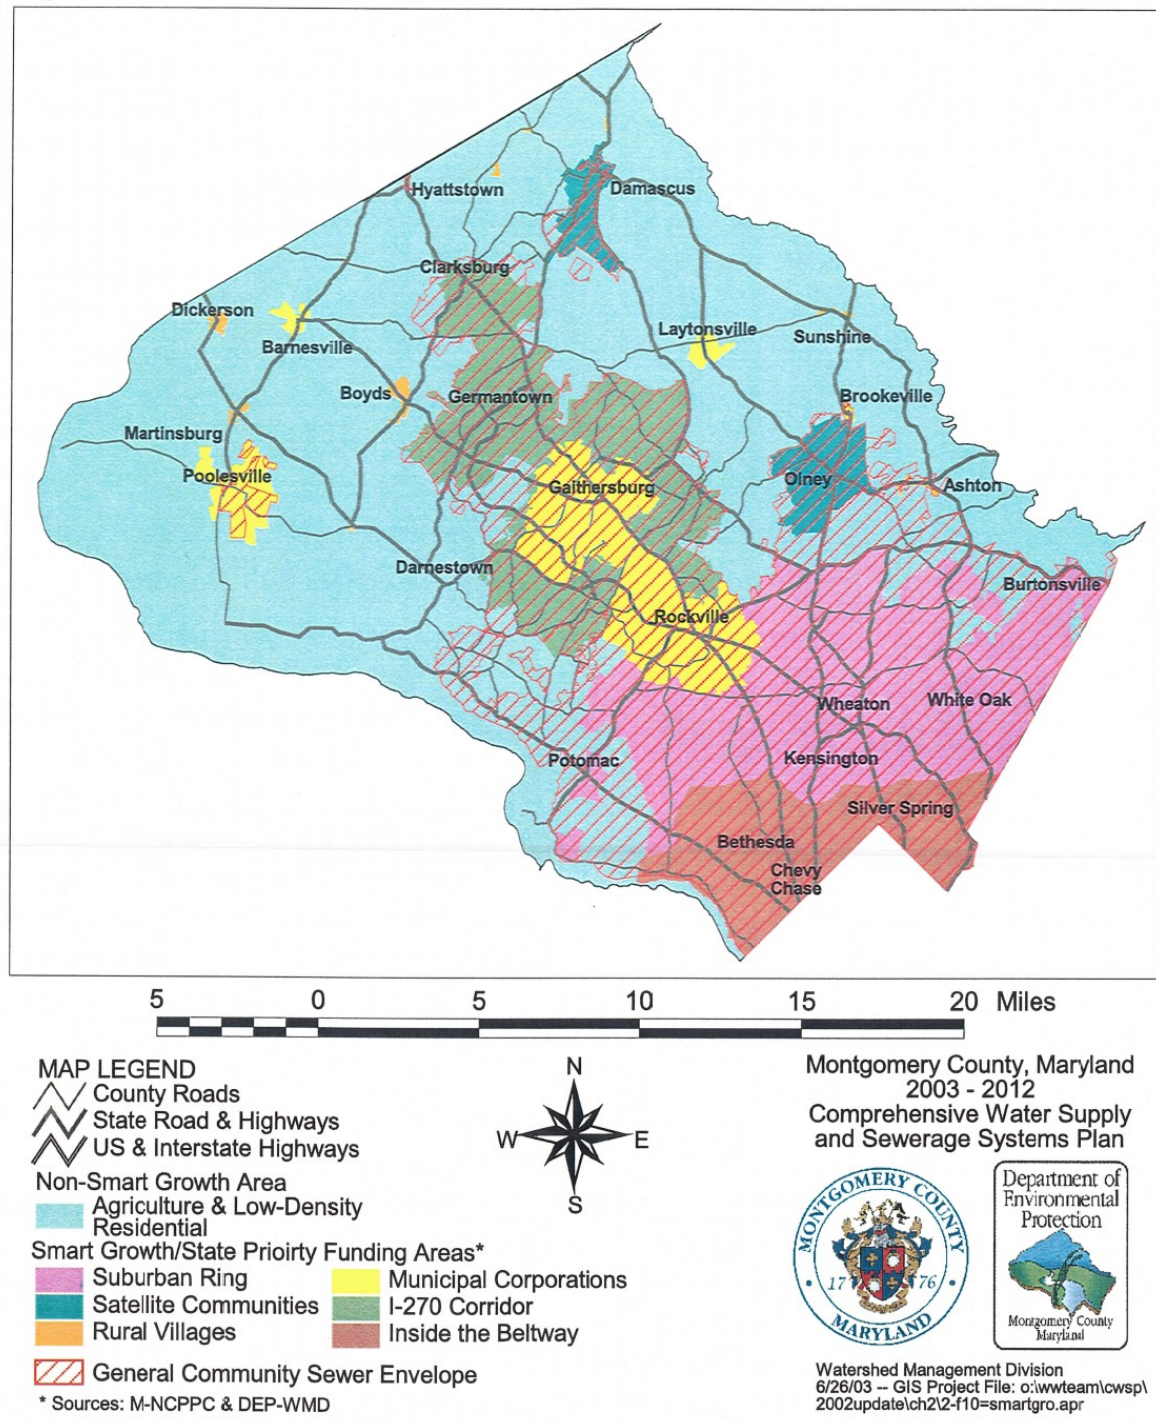 Hyattstown
Damascus
Clarksburg
Dickerson
Barnesville
Laytonsville
Sunshine
Boyds
Germantown
Brookeville
Martinsburg
Poolesville
Gaithersburg
Olney
Ashton
Darnestown
Burtonsville
Rockville
Wheaton
White Oak
Potomac
Kensington
Silver Spring
Bethesda
Chevy
Chase
5 0 5 10 15 20 Miles
MAP LEGEND
County Roads
State Road & Highways
US & Interstate Highways
Non-Smart Growth Area
Agriculture & Low-Density
Residential
Smart Growth/State Prioirty Funding Areas*
Suburban Ring
Satellite Communities
Rural Villages
Municipal Corporations
I-270 Corridor
Inside the Beltway
General Community Sewer Envelope
* Sources: M-NCPPC & DEP-WMD
N
W E
S
Montgomery County, Maryland
2003 - 2012
Comprehensive Water Supply
and Sewerage Systems Plan
MONTGOMERY COUNTY
17 76
MARYLAND
Department of
Environmental
Protection
Montgomery County
Maryland
Watershed Management Division
6/26/03 -- GIS Project File: o:\wwteam\cwsp\
2002update\ch2\2-f10=smartgro.apr